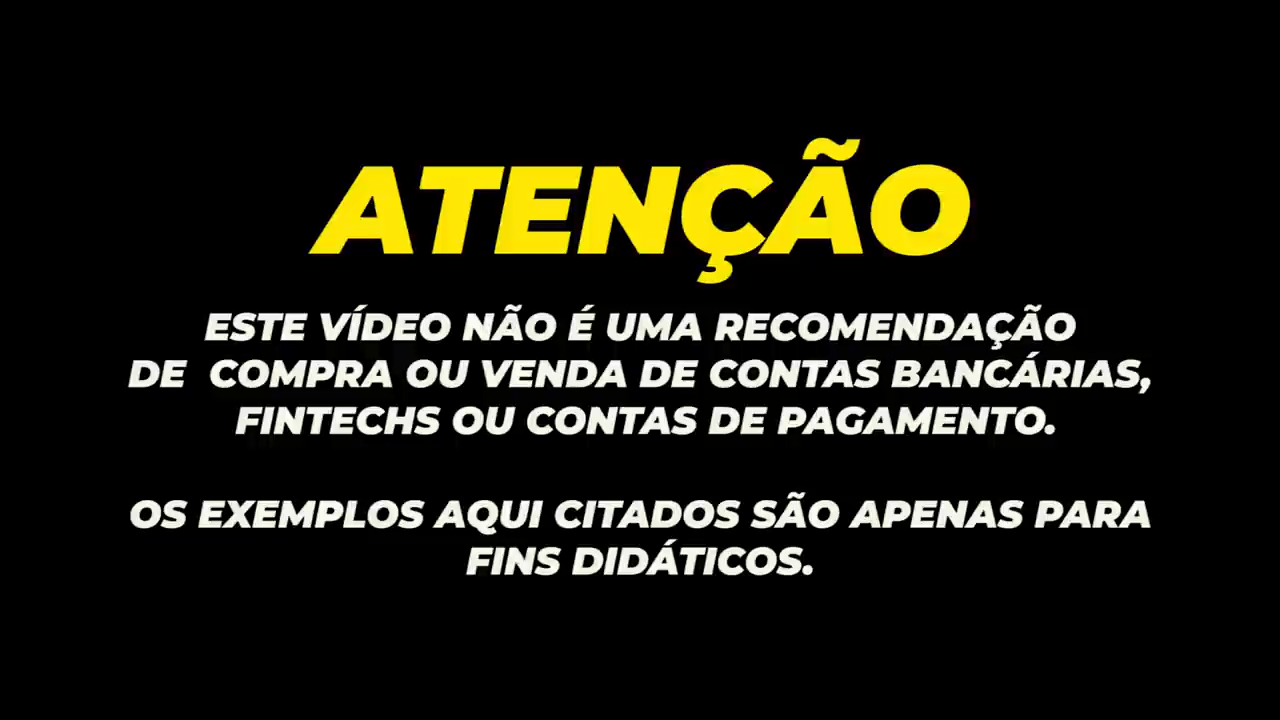 ATENÇÃO
ESTE VÍDEO NÃO É UMA RECOMENDAÇÃO
DE COMPRA OU VENDA DE CONTAS BANCÁRIAS,
FINTECHS OU CONTAS DE PAGAMENTO.
OS EXEMPLOS AQUI CITADOS SÃO APENAS PARA
FINS DIDÁTICOS.